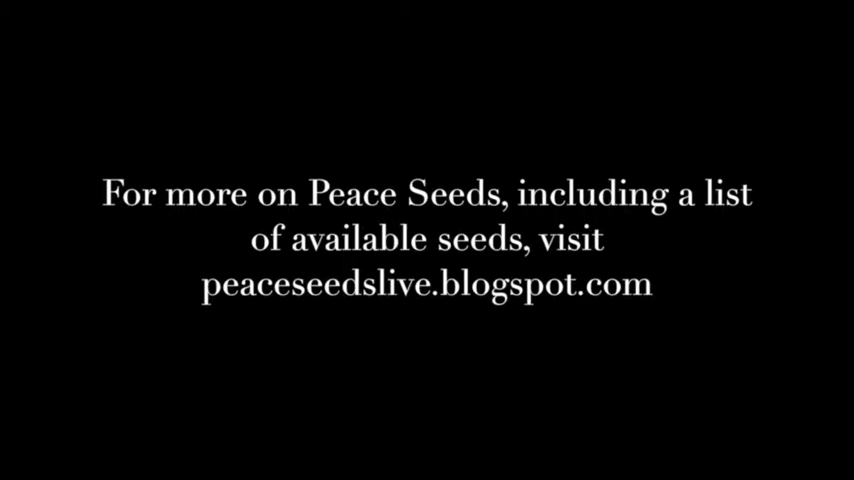 For more on Peace Seeds, including a list
of available seeds, visit
peaceseedslive.blogspot.com